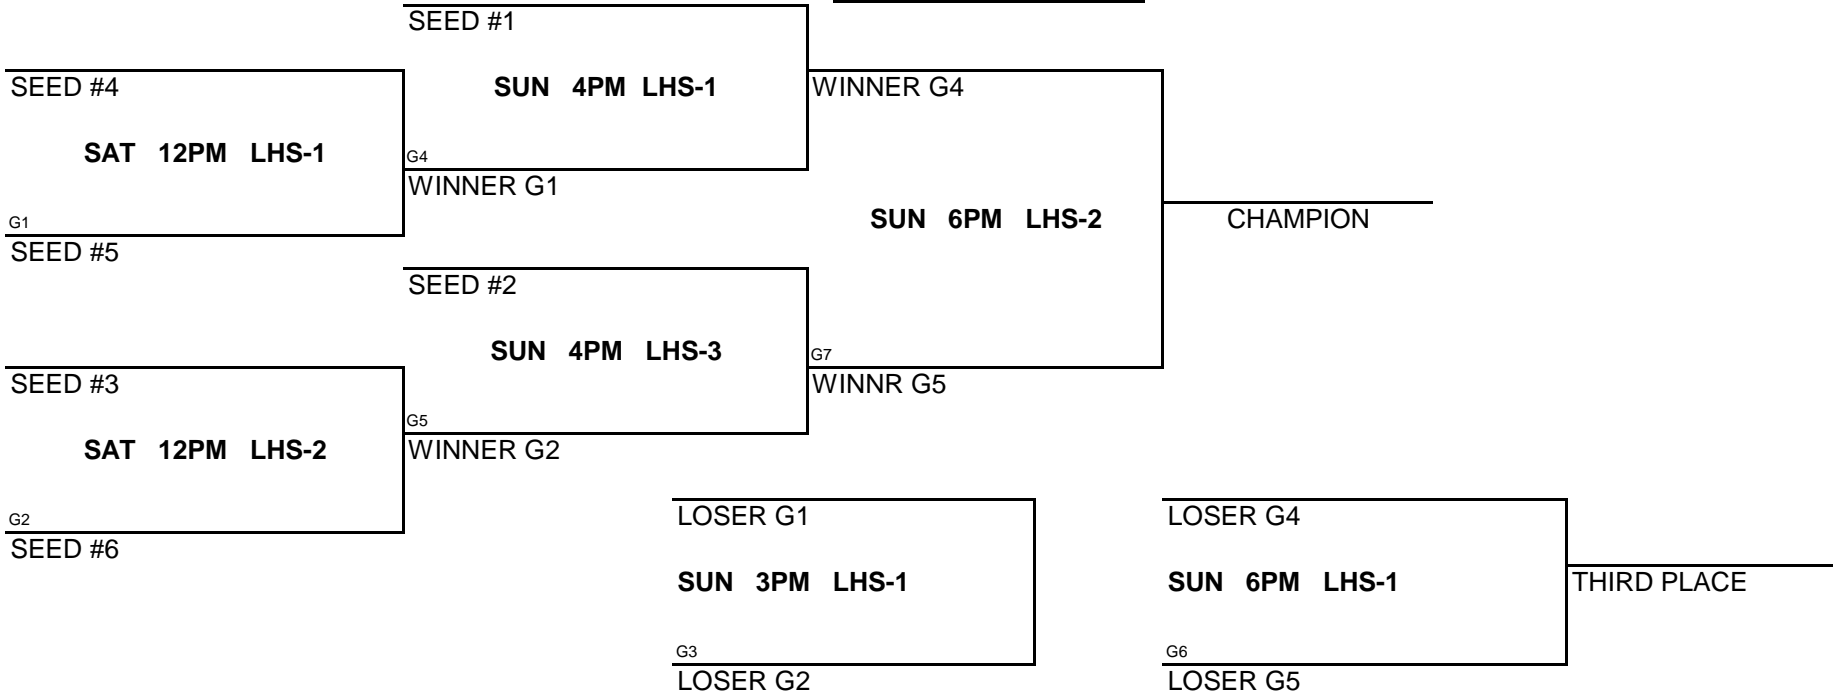 SEED #1
SEED #4
SUN 4PM LHS-1
WINNER G4
SAT 12PM LHS-1
G4
WINNER G1
G1
SUN 6PM LHS-2
CHAMPION
SEED #5
SEED #2
SUN 4PM LHS-3
G7
SEED #3
WINNR G5
G5
SAT 12PM LHS-2
WINNER G2
G2
LOSER G1
LOSER G4
SEED #6
SUN 3PM LHS-1
SUN 6PM LHS-1
THIRD PLACE
G3
G6
LOSER G2
LOSER G5